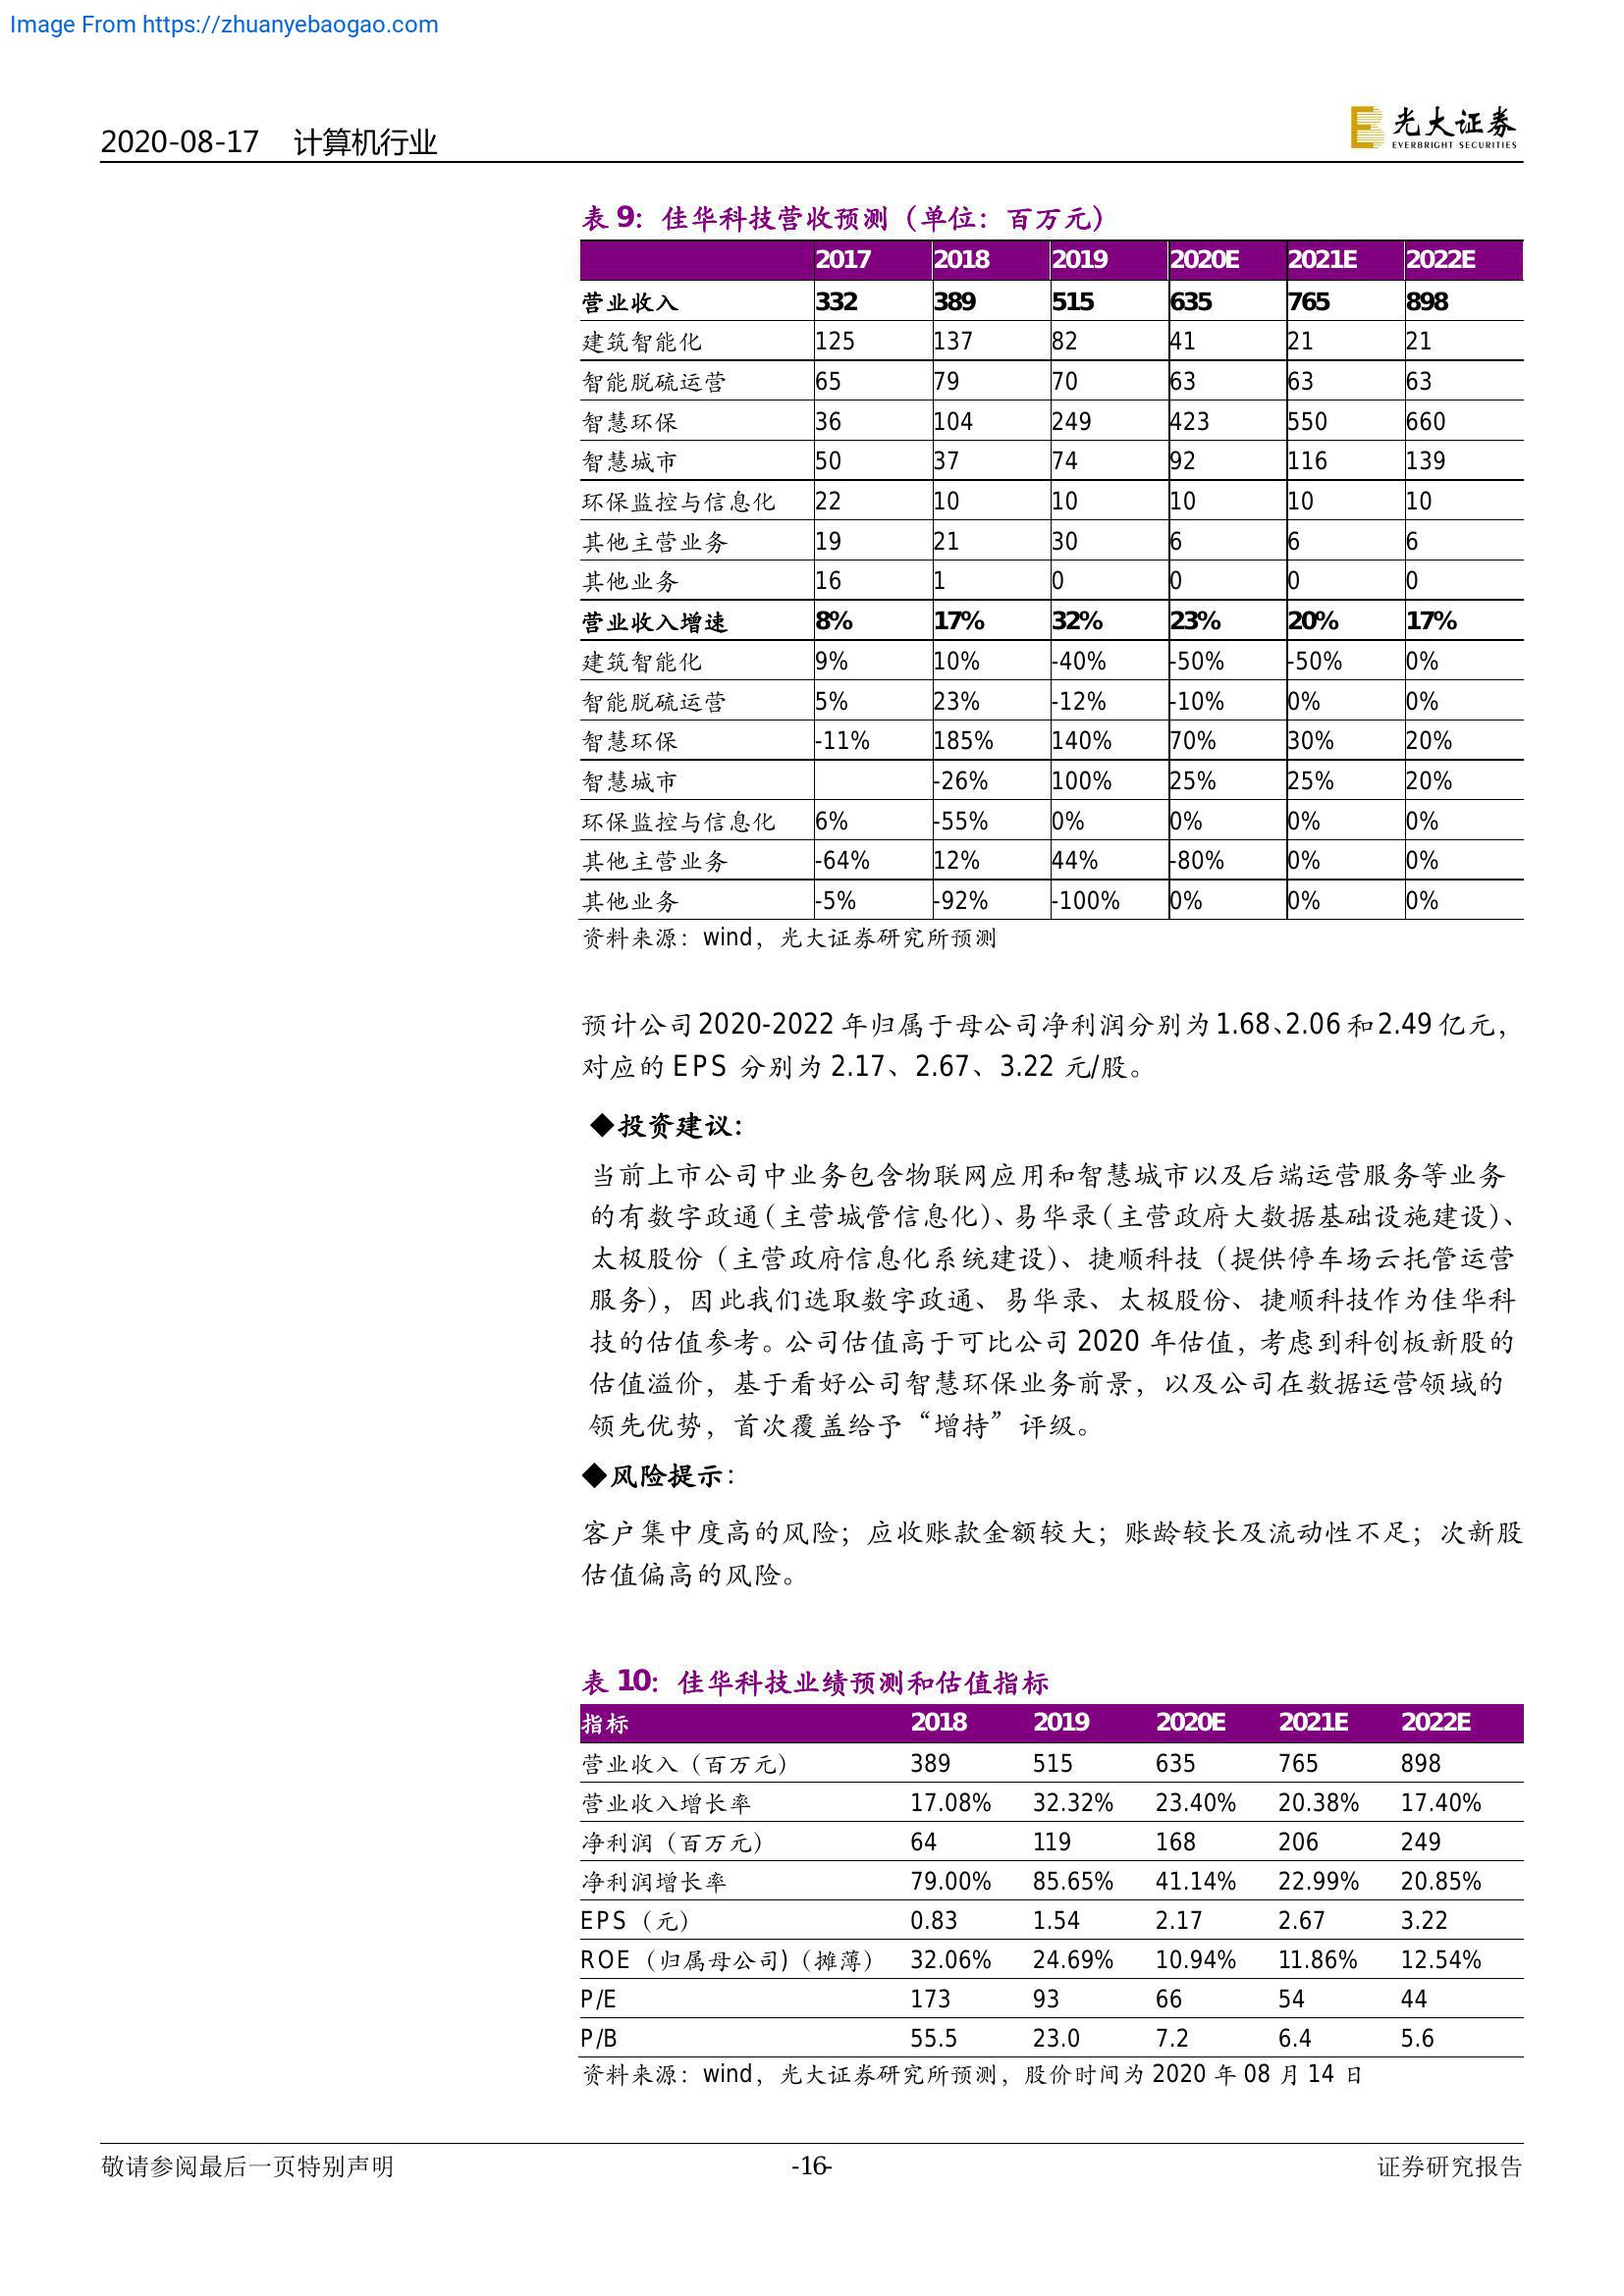 Image From https://zhuanyebaogao.com
2020-08-17 计算机行业
光大证券
EVERBRIGHT SECURITIES
表 9：佳华科技营收预测（单位：百万元）
2017 2018 2019 2020E 2021E 2022E
营业收入 332 389 515 635 765 898
建筑智能化 125 137 82 41 21 21
智能脱硫运营 65 79 70 63 63 63
智慧环保 36 104 249 423 550 660
智慧城市 50 37 74 92 116 139
环保监控与信息化 22 10 10 10 10 10
其他主营业务 19 21 30 6 6 6
其他业务 16 1 0 0 0 0
营业收入增速 8% 17% 32% 23% 20% 17%
建筑智能化 9% 10% -40% -50% -50% 0%
智能脱硫运营 5% 23% -12% -10% 0% 0%
智慧环保 -11% 185% 140% 70% 30% 20%
智慧城市 -26% 100% 25% 25% 20%
环保监控与信息化 6% -55% 0% 0% 0% 0%
其他主营业务 -64% 12% 44% -80% 0% 0%
其他业务 -5% -92% -100% 0% 0% 0%
资料来源：wind，光大证券研究所预测
预计公司2020-2022 年归属于母公司净利润分别为1.68、2.06和2.49亿元，
对应的 EPS 分别为 2.17、2.67、3.22 元/股。
◆投资建议：
当前上市公司中业务包含物联网应用和智慧城市以及后端运营服务等业务
的有数字政通（主营城管信息化）、易华录（主营政府大数据基础设施建设）、
太极股份（主营政府信息化系统建设）、捷顺科技（提供停车场云托管运营
服务），因此我们选取数字政通、易华录、太极股份、捷顺科技作为佳华科
技的估值参考。公司估值高于可比公司 2020 年估值，考虑到科创板新股的
估值溢价，基于看好公司智慧环保业务前景，以及公司在数据运营领域的
领先优势，首次覆盖给予“增持”评级。
◆风险提示：
客户集中度高的风险；应收账款金额较大；账龄较长及流动性不足；次新股
估值偏高的风险。
表 10：佳华科技业绩预测和估值指标
指标 2018 2019 2020E 2021E 2022E
营业收入（百万元） 389 515 635 765 898
营业收入增长率 17.08% 32.32% 23.40% 20.38% 17.40%
净利润（百万元） 64 119 168 206 249
净利润增长率 79.00% 85.65% 41.14% 22.99% 20.85%
EPS（元） 0.83 1.54 2.17 2.67 3.22
ROE（归属母公司)（摊薄） 32.06% 24.69% 10.94% 11.86% 12.54%
P/E 173 93 66 54 44
P/B 55.5 23.0 7.2 6.4 5.6
资料来源：wind，光大证券研究所预测，股价时间为 2020 年 08 月 14 日
敬请参阅最后一页特别声明 -16- 证券研究报告